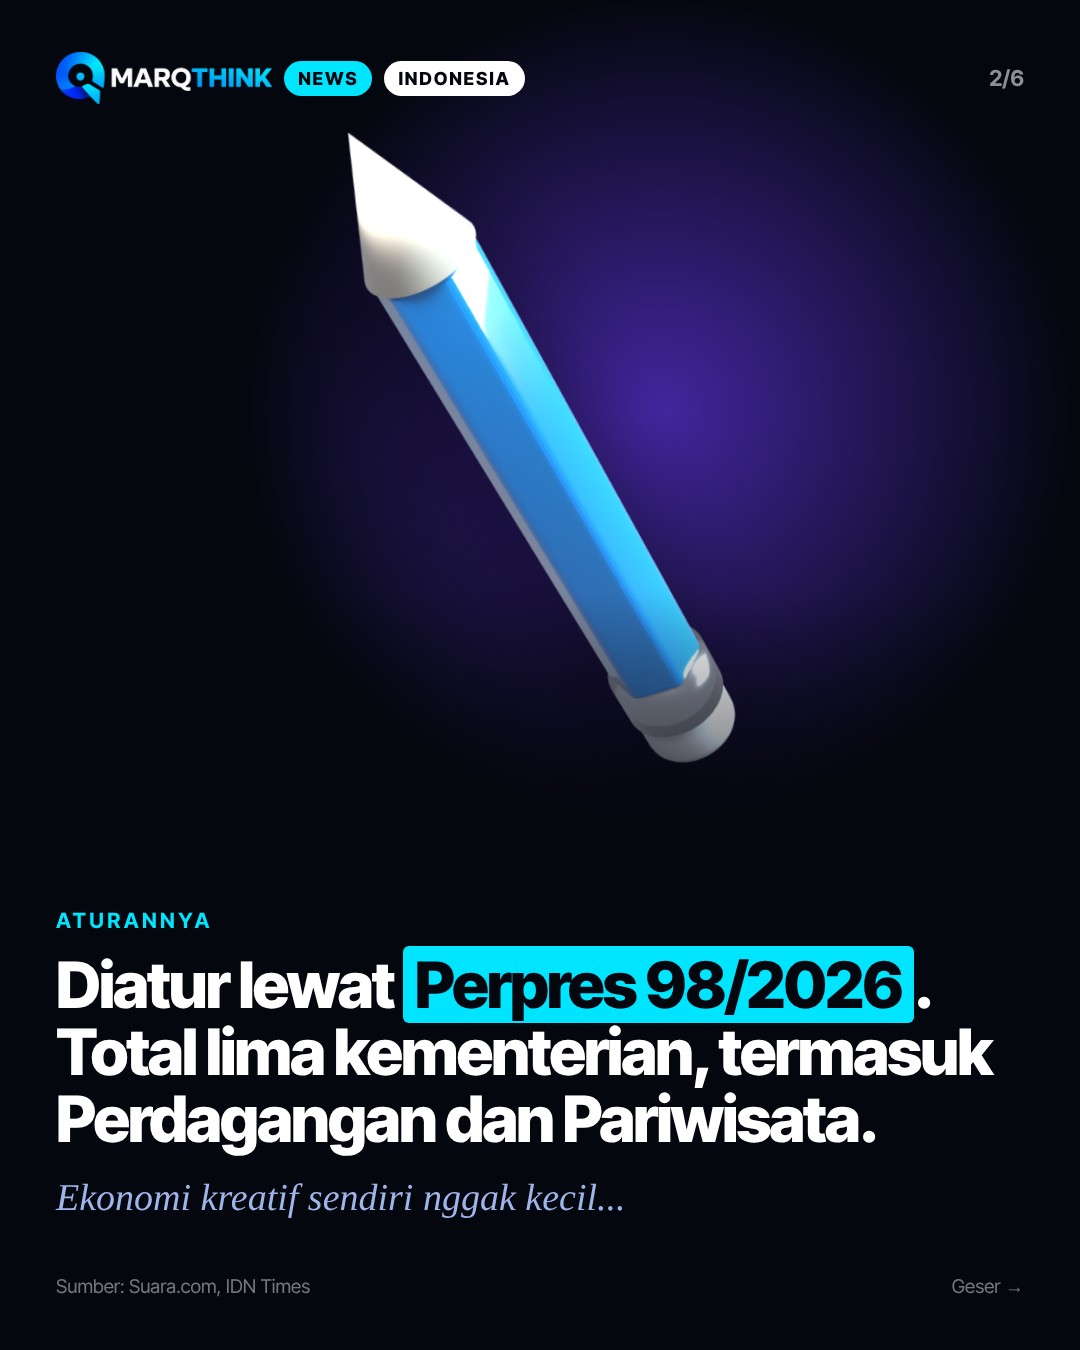 MARQTHINK NEWS INDONESIA 2/6
ATURANNYA
Diatur lewat Perpres 98/2026.
Total lima kementerian, termasuk
Perdagangan dan Pariwisata.
Ekonomi kreatif sendiri nggak kecil...
Sumber: Suara.com, IDN Times
Geser →